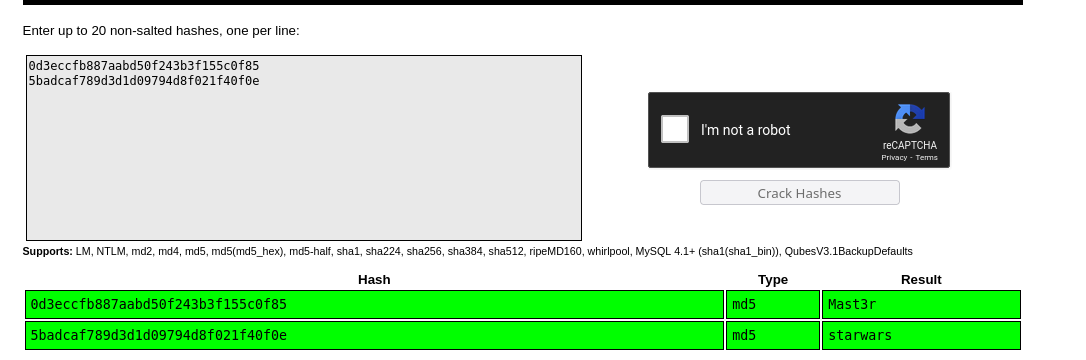 Enter up to 20 non-salted hashes, one per line:
0d3eccfb887aabd50f243b3f155c0f85
5badcaf789d3d1d09794d8f021f40f0e
I'm not a robot
reCAPTCHA
Privacy - Terms
Crack Hashes
Supports: LM, NTLM, md2, md4, md5, md5(md5_hex), md5-half, sha1, sha224, sha256, sha384, sha512, ripeMD160, whirlpool, MySQL 4.1+ (sha1(sha1_bin)), QubesV3.1BackupDefaults
Hash Type Result
0d3eccfb887aabd50f243b3f155c0f85 md5 Mast3r
5badcaf789d3d1d09794d8f021f40f0e md5 starwars